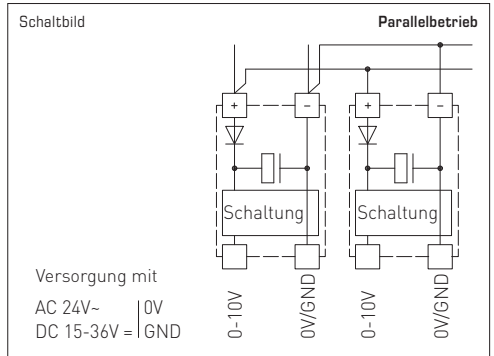 Schaltbild
Parallelbetrieb
+ − + −
Schaltung Schaltung
Versorgung mit
AC 24V~ | 0V
DC 15-36V = | GND
0-10V
0V/GND
0-10V
0V/GND